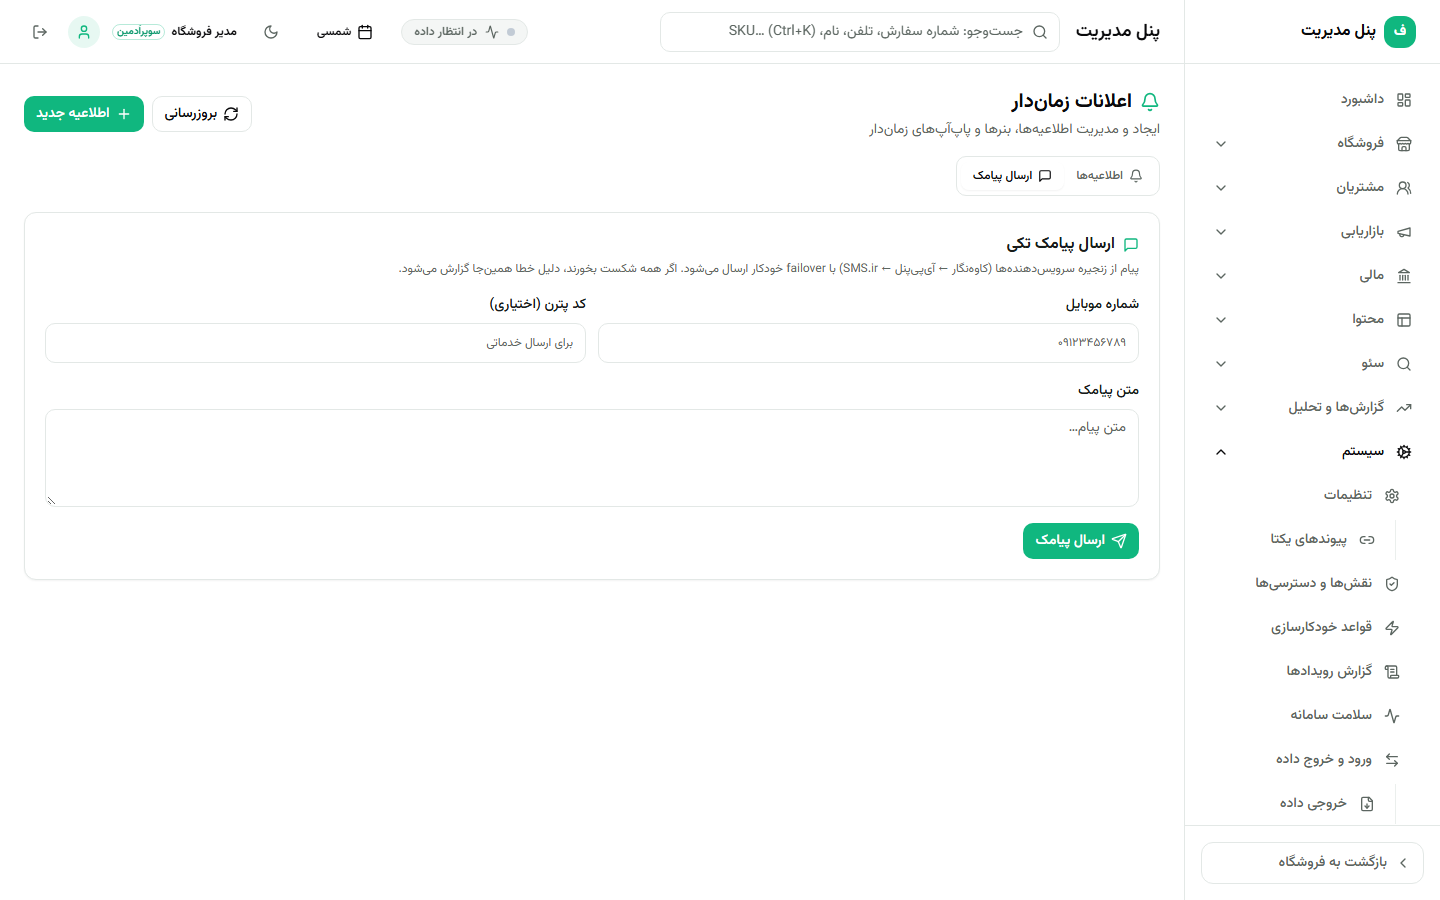 ف
پنل مدیریت
پنل مدیریت
جست‌وجو: شماره سفارش، تلفن، نام، SKU… (Ctrl+K)
در انتظار داده
شمسی
مدیر فروشگاه
سوپرادمین
داشبورد
فروشگاه
مشتریان
بازاریابی
مالی
محتوا
سئو
گزارش‌ها و تحلیل
سیستم
تنظیمات
پیوندهای یکتا
نقش‌ها و دسترسی‌ها
قواعد خودکارسازی
گزارش رویدادها
سلامت سامانه
ورود و خروج داده
خروجی داده
بازگشت به فروشگاه
اعلانات زمان‌دار
ایجاد و مدیریت اطلاعیه‌ها، بنرها و پاپ‌آپ‌های زمان‌دار
بروزرسانی
اطلاعیه جدید
اطلاعیه‌ها
ارسال پیامک
ارسال پیامک تکی
پیام از زنجیره سرویس‌دهنده‌ها (کاوه‌نگار ← آی‌پی‌پنل ← SMS.ir) با failover خودکار ارسال می‌شود. اگر همه شکست بخورند، دلیل خطا همین‌جا گزارش می‌شود.
شماره موبایل
کد پترن (اختیاری)
۰۹۱۲۳۴۵۶۷۸۹
برای ارسال خدماتی
متن پیامک
متن پیام...
ارسال پیامک